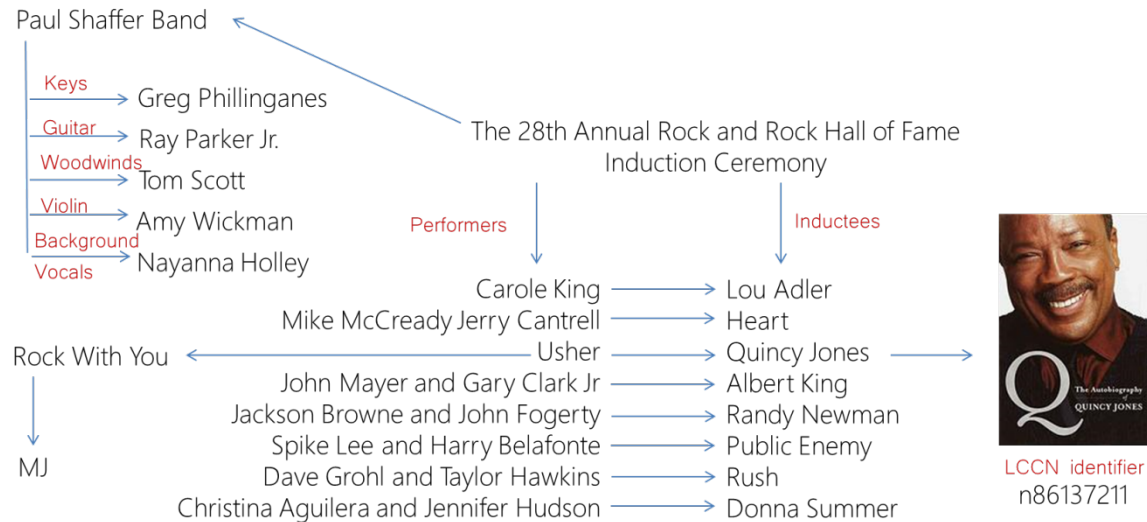 Paul Shaffer Band
Keys
Greg Phillinganes
Guitar
Ray Parker Jr.
Woodwinds
Tom Scott
Violin
Amy Wickman
Background
Vocals
Nayanna Holley
The 28th Annual Rock and Rock Hall of Fame
Induction Ceremony
Performers
Inductees
Carole King
Lou Adler
Mike McCready Jerry Cantrell
Heart
Rock With You
Usher
Quincy Jones
John Mayer and Gary Clark Jr
Albert King
Jackson Browne and John Fogerty
Randy Newman
Spike Lee and Harry Belafonte
Public Enemy
MJ
Dave Grohl and Taylor Hawkins
Rush
Christina Aguilera and Jennifer Hudson
Donna Summer
Q
The Autobiography
of
QUINCY JONES
LCCN identifier
n86137211